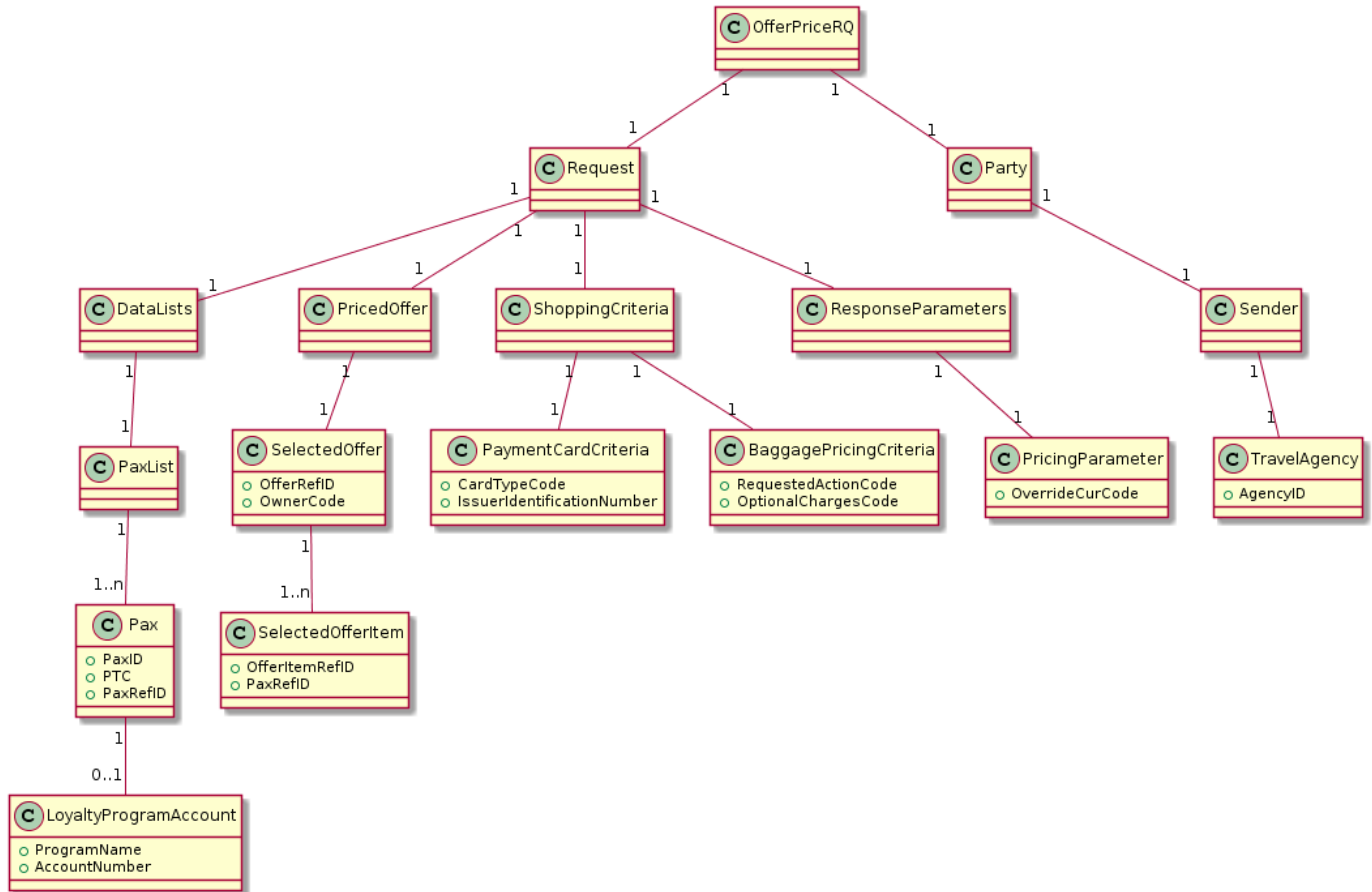 C OfferPriceRQ
1 1
1 1
C Request
C Party
1 1 1 1 1
1 1 1 1 1
C DataLists
C PricedOffer
C ShoppingCriteria
C ResponseParameters
C Sender
1 1 1 1 1 1
1 1 1 1 1 1
C PaxList
C SelectedOffer
OfferRefID
OwnerCode
C PaymentCardCriteria
CardTypeCode
IssuerIdentificationNumber
C BaggagePricingCriteria
RequestedActionCode
OptionalChargesCode
C PricingParameter
OverrideCurCode
C TravelAgency
AgencyID
1 1
1..n 1..n
C Pax
PaxID
PTC
PaxRefID
C SelectedOfferItem
OfferItemRefID
PaxRefID
1
0..1
C LoyaltyProgramAccount
ProgramName
AccountNumber